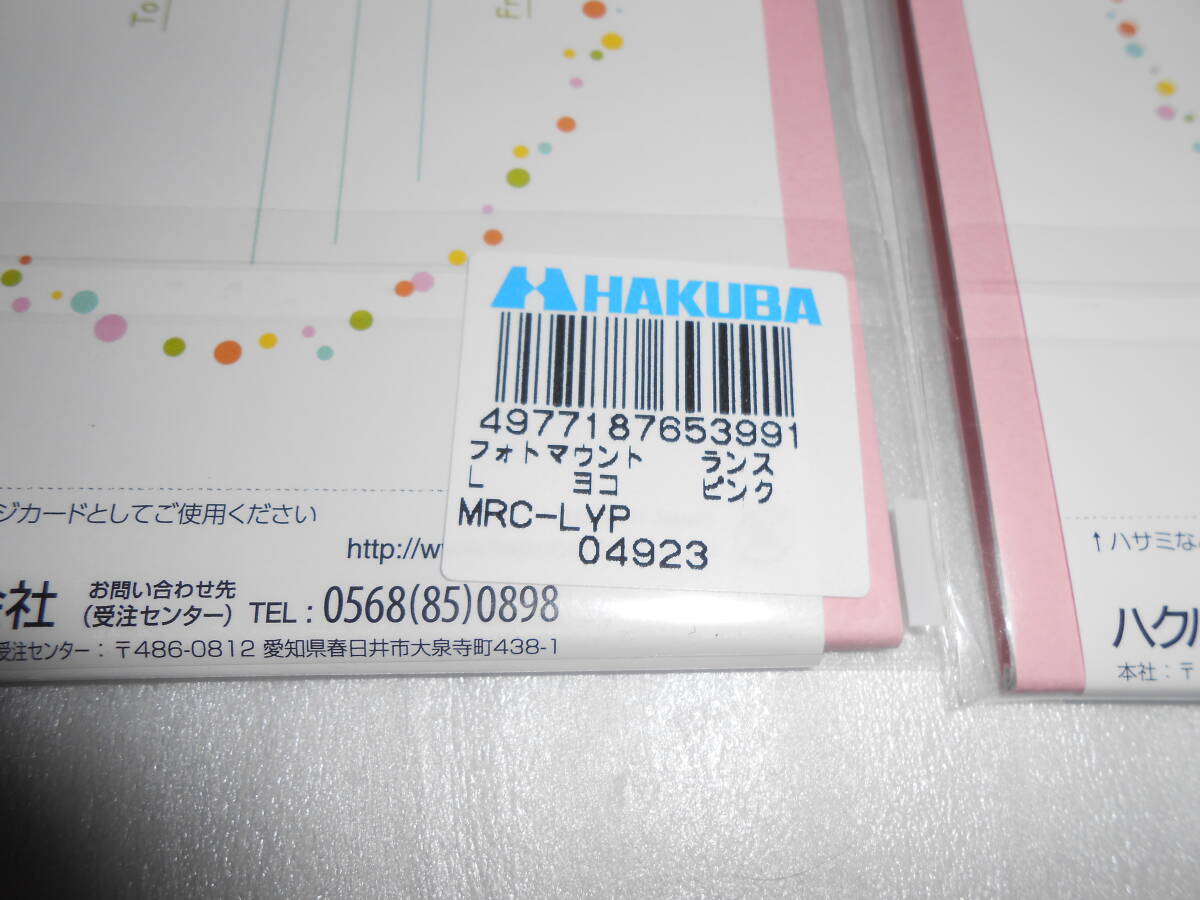 To
Fr
HAKUBA
4977187653991
フォトマウント ランス
L ヨコ ピンク
MRC-LYP
04923
ジカードとしてご使用ください
http://w
社 お問い合わせ先
(受注センター) TEL : 0568(85)0898
受注センター : 〒486-0812 愛知県春日井市大泉寺町438-1
↑ハサミな
ハク
本社 : 〒